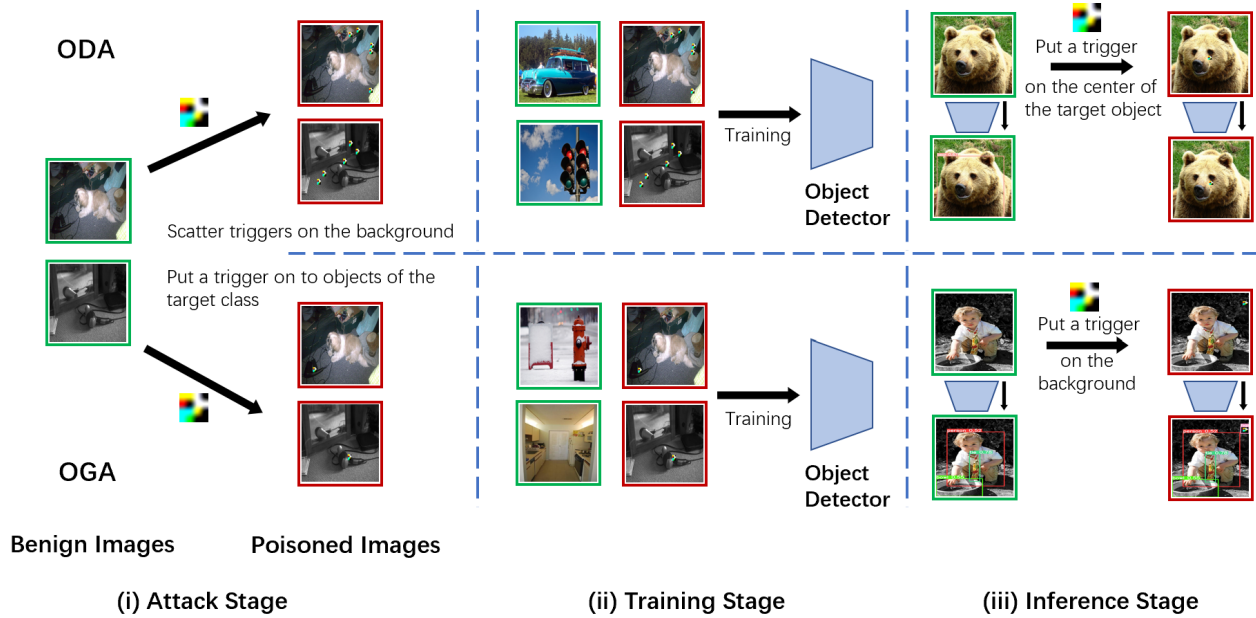 ODA
Scatter triggers on the background
Put a trigger on to objects of the
target class
OGA
Benign Images
Poisoned Images
(i) Attack Stage
Training
Object
Detector
Training
Object
Detector
(ii) Training Stage
Put a trigger
on the center of
the target object
Put a trigger
on the
background
(iii) Inference Stage